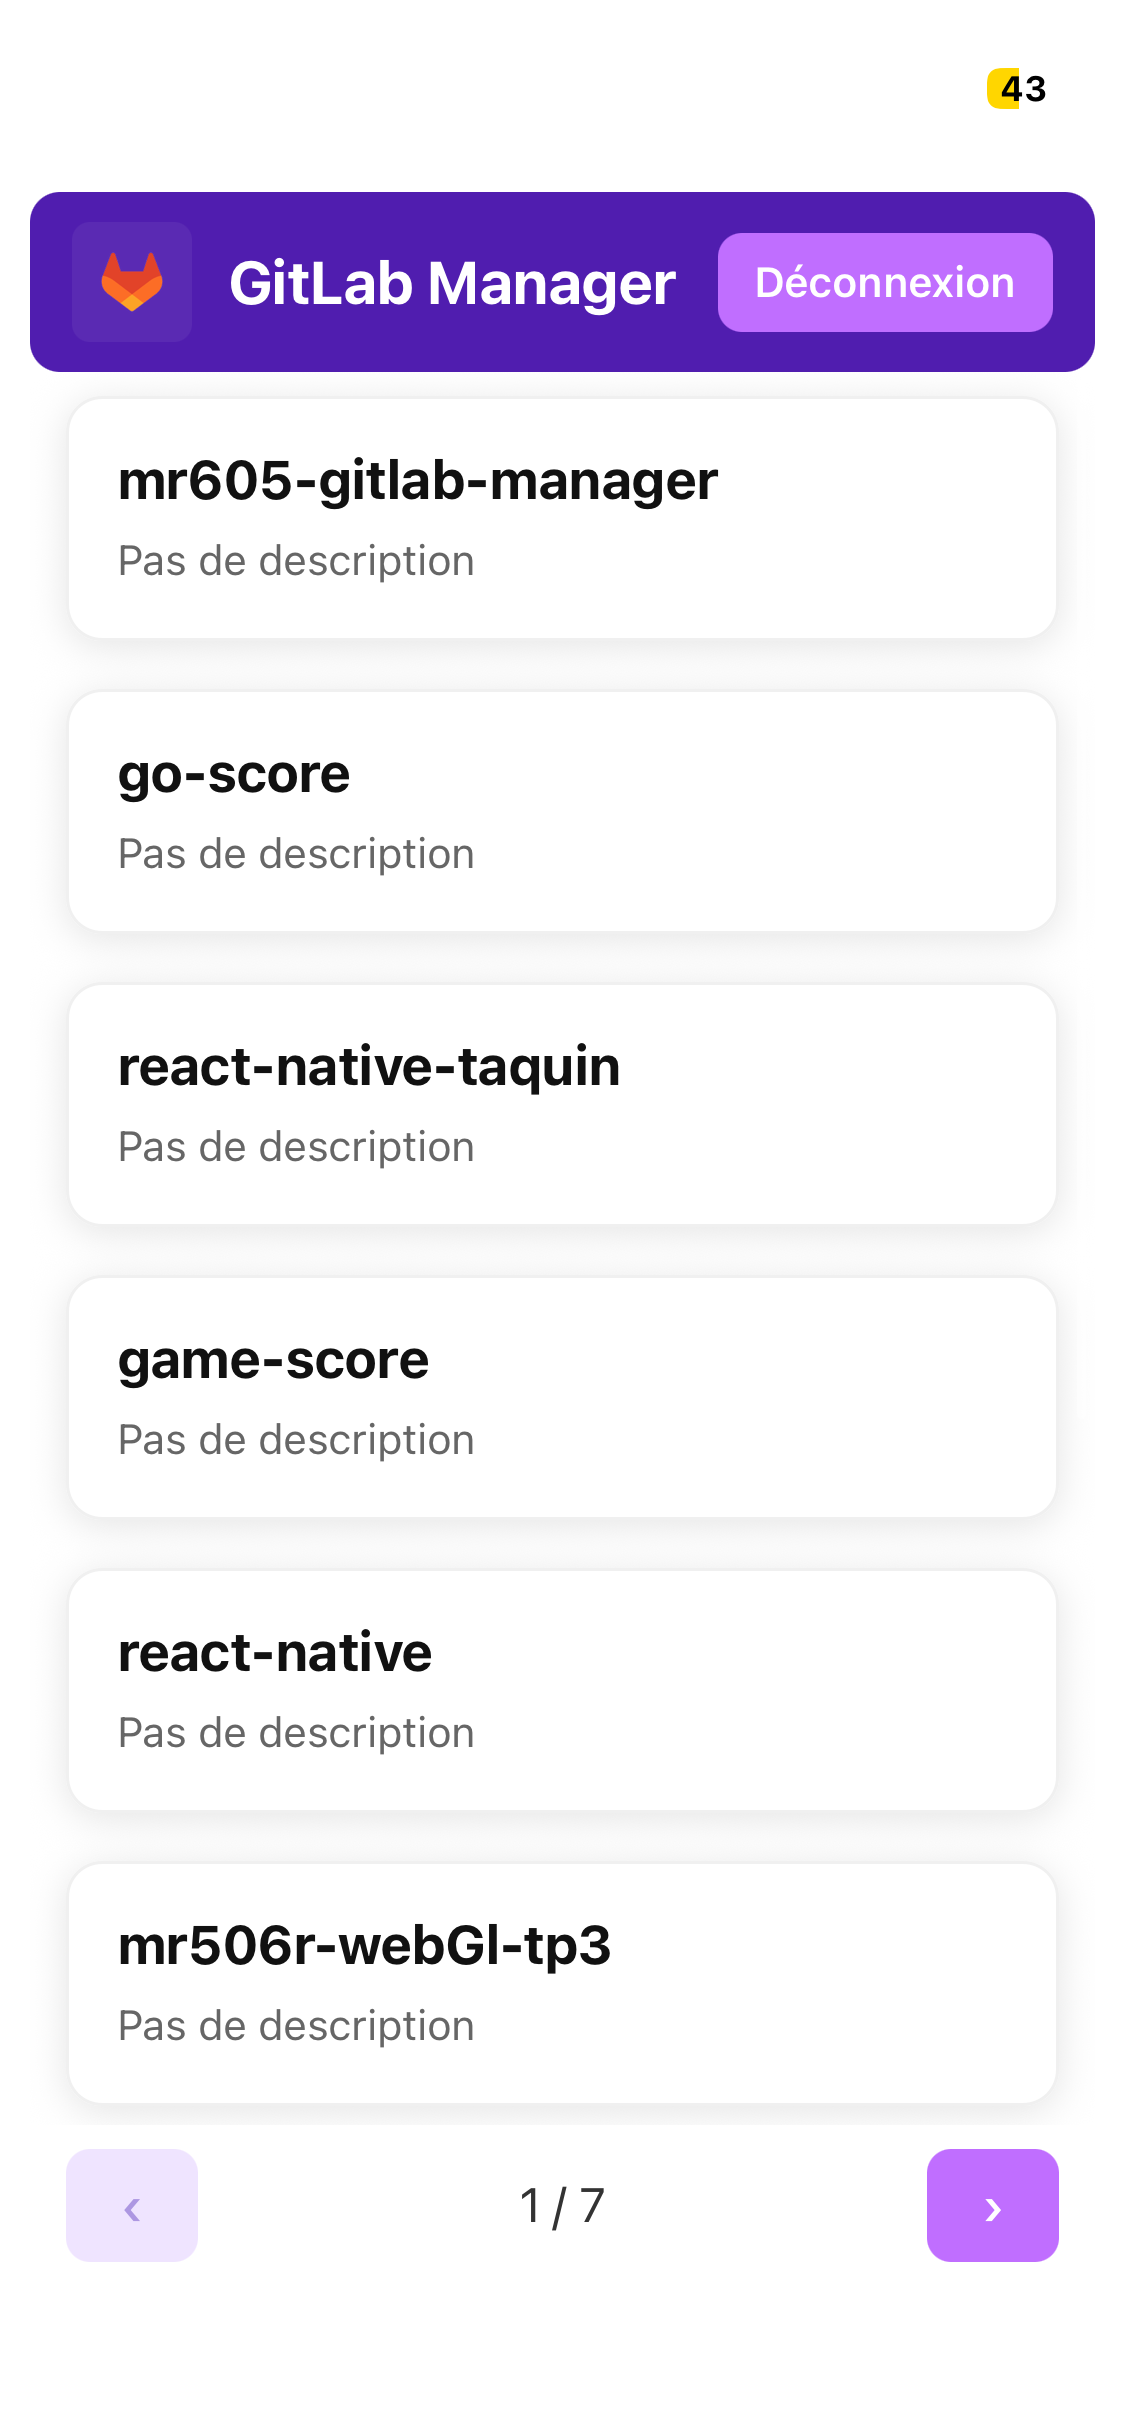 43
GitLab Manager
Déconnexion
mr605-gitlab-manager
Pas de description
go-score
Pas de description
react-native-taquin
Pas de description
game-score
Pas de description
react-native
Pas de description
mr506r-webGl-tp3
Pas de description
‹
1 / 7
›